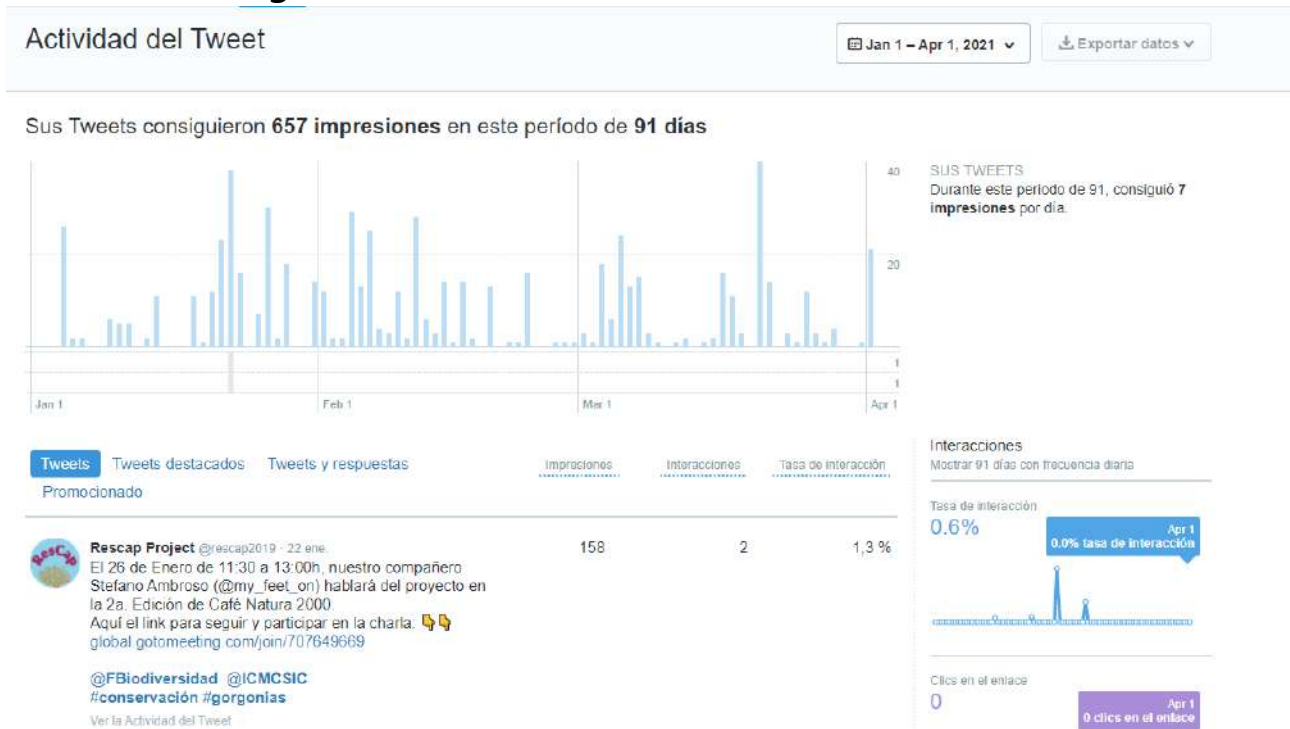 Actividad del Tweet
Jan 1 – Apr 1, 2021
Exportar datos
Sus Tweets consiguieron 657 impresiones en este período de 91 días
40
20
1
1
Jan 1
Feb 1
Mar 1
Apr 1
SUS TWEETS
Durante este periodo de 91, consiguió 7
impresiones por día.
Tweets
Tweets destacados
Tweets y respuestas
Promocionado
Impresiones
Interacciones
Tasa de interacción
Rescap Project @rescap2019 · 22 ene.
El 26 de Enero de 11:30 a 13:00h, nuestro compañero
Stefano Ambroso (@my_feet_on) hablará del proyecto en
la 2a. Edición de Café Natura 2000.
Aquí el link para seguir y participar en la charla: 👇👇
global.gotomeeting.com/join/707649669
@FBiodiversidad @ICMCSIC
#conservación #gorgonias
Ver la Actividad del Tweet
158
2
1,3 %
ResCap
Interacciones
Mostrar 91 días con frecuencia diaria
Tasa de interacción
0.6%
Apr 1
0.0% tasa de interacción
Clics en el enlace
0
Apr 1
0 clics en el enlace